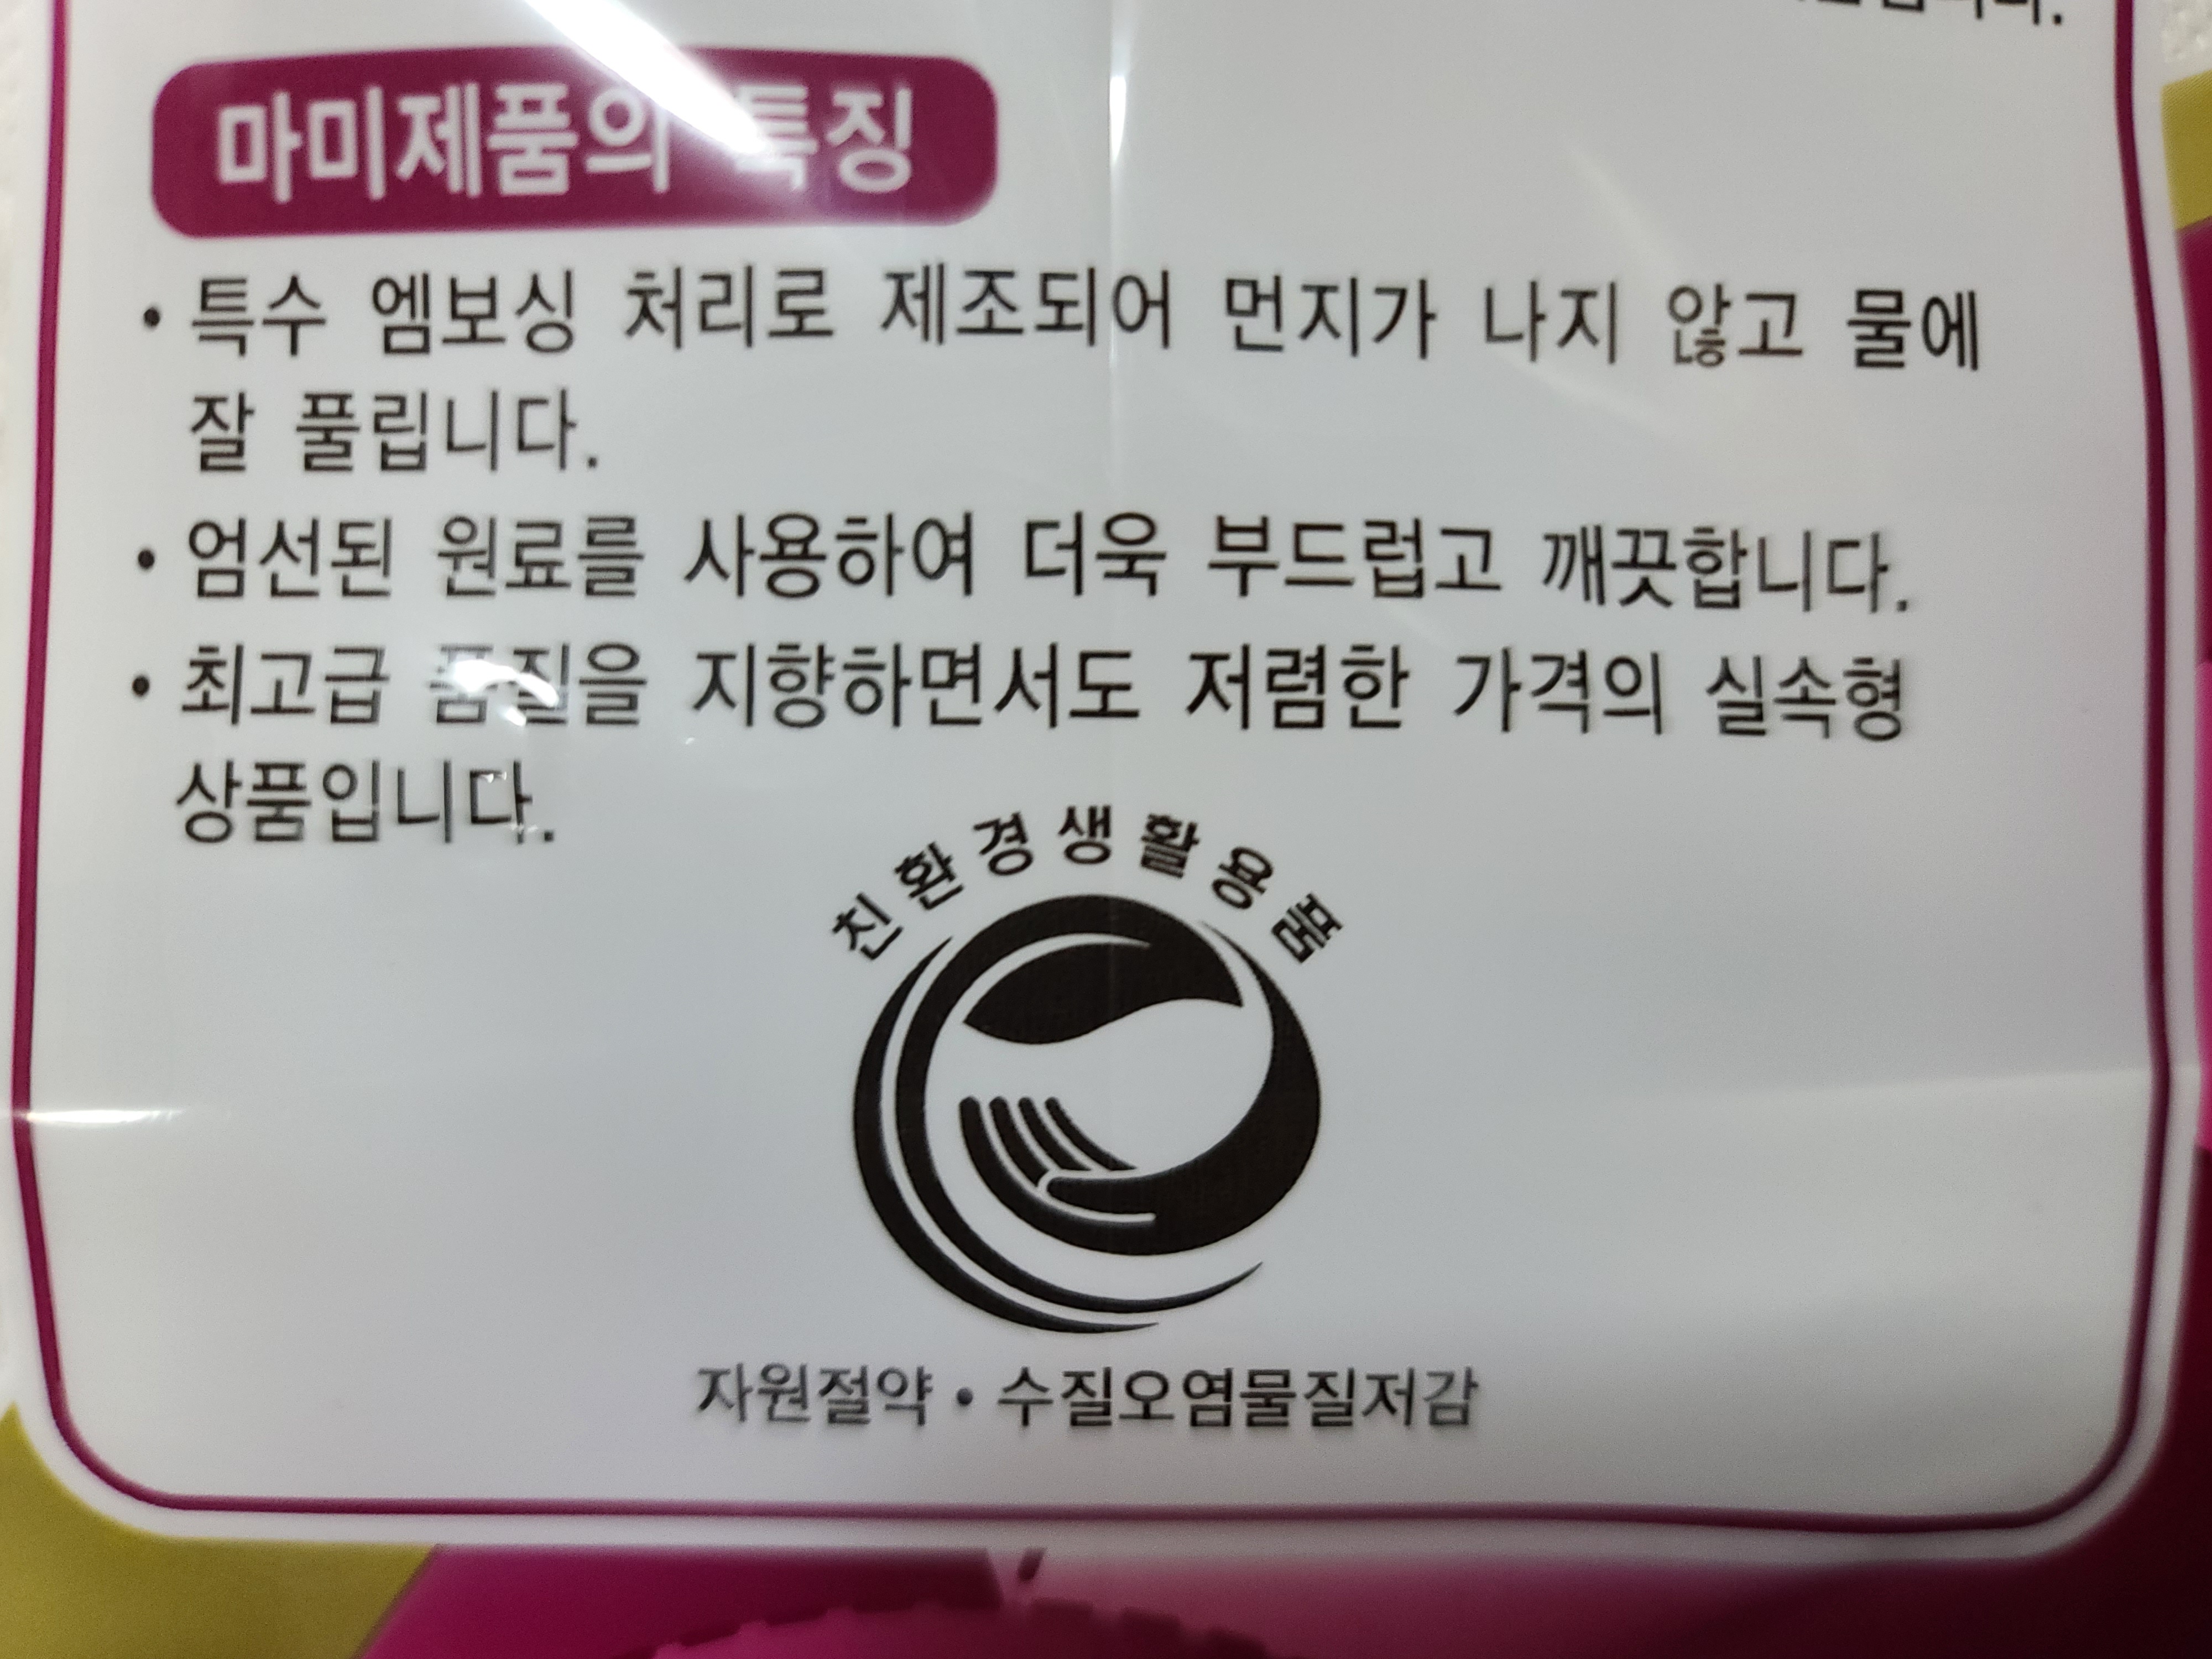 마미제품의 특징
• 특수 엠보싱 처리로 제조되어 먼지가 나지 않고 물에
잘 풀립니다.
• 엄선된 원료를 사용하여 더욱 부드럽고 깨끗합니다.
• 최고급 품질을 지향하면서도 저렴한 가격의 실속형
상품입니다.
친환경생활용품
자원절약 • 수질오염물질저감